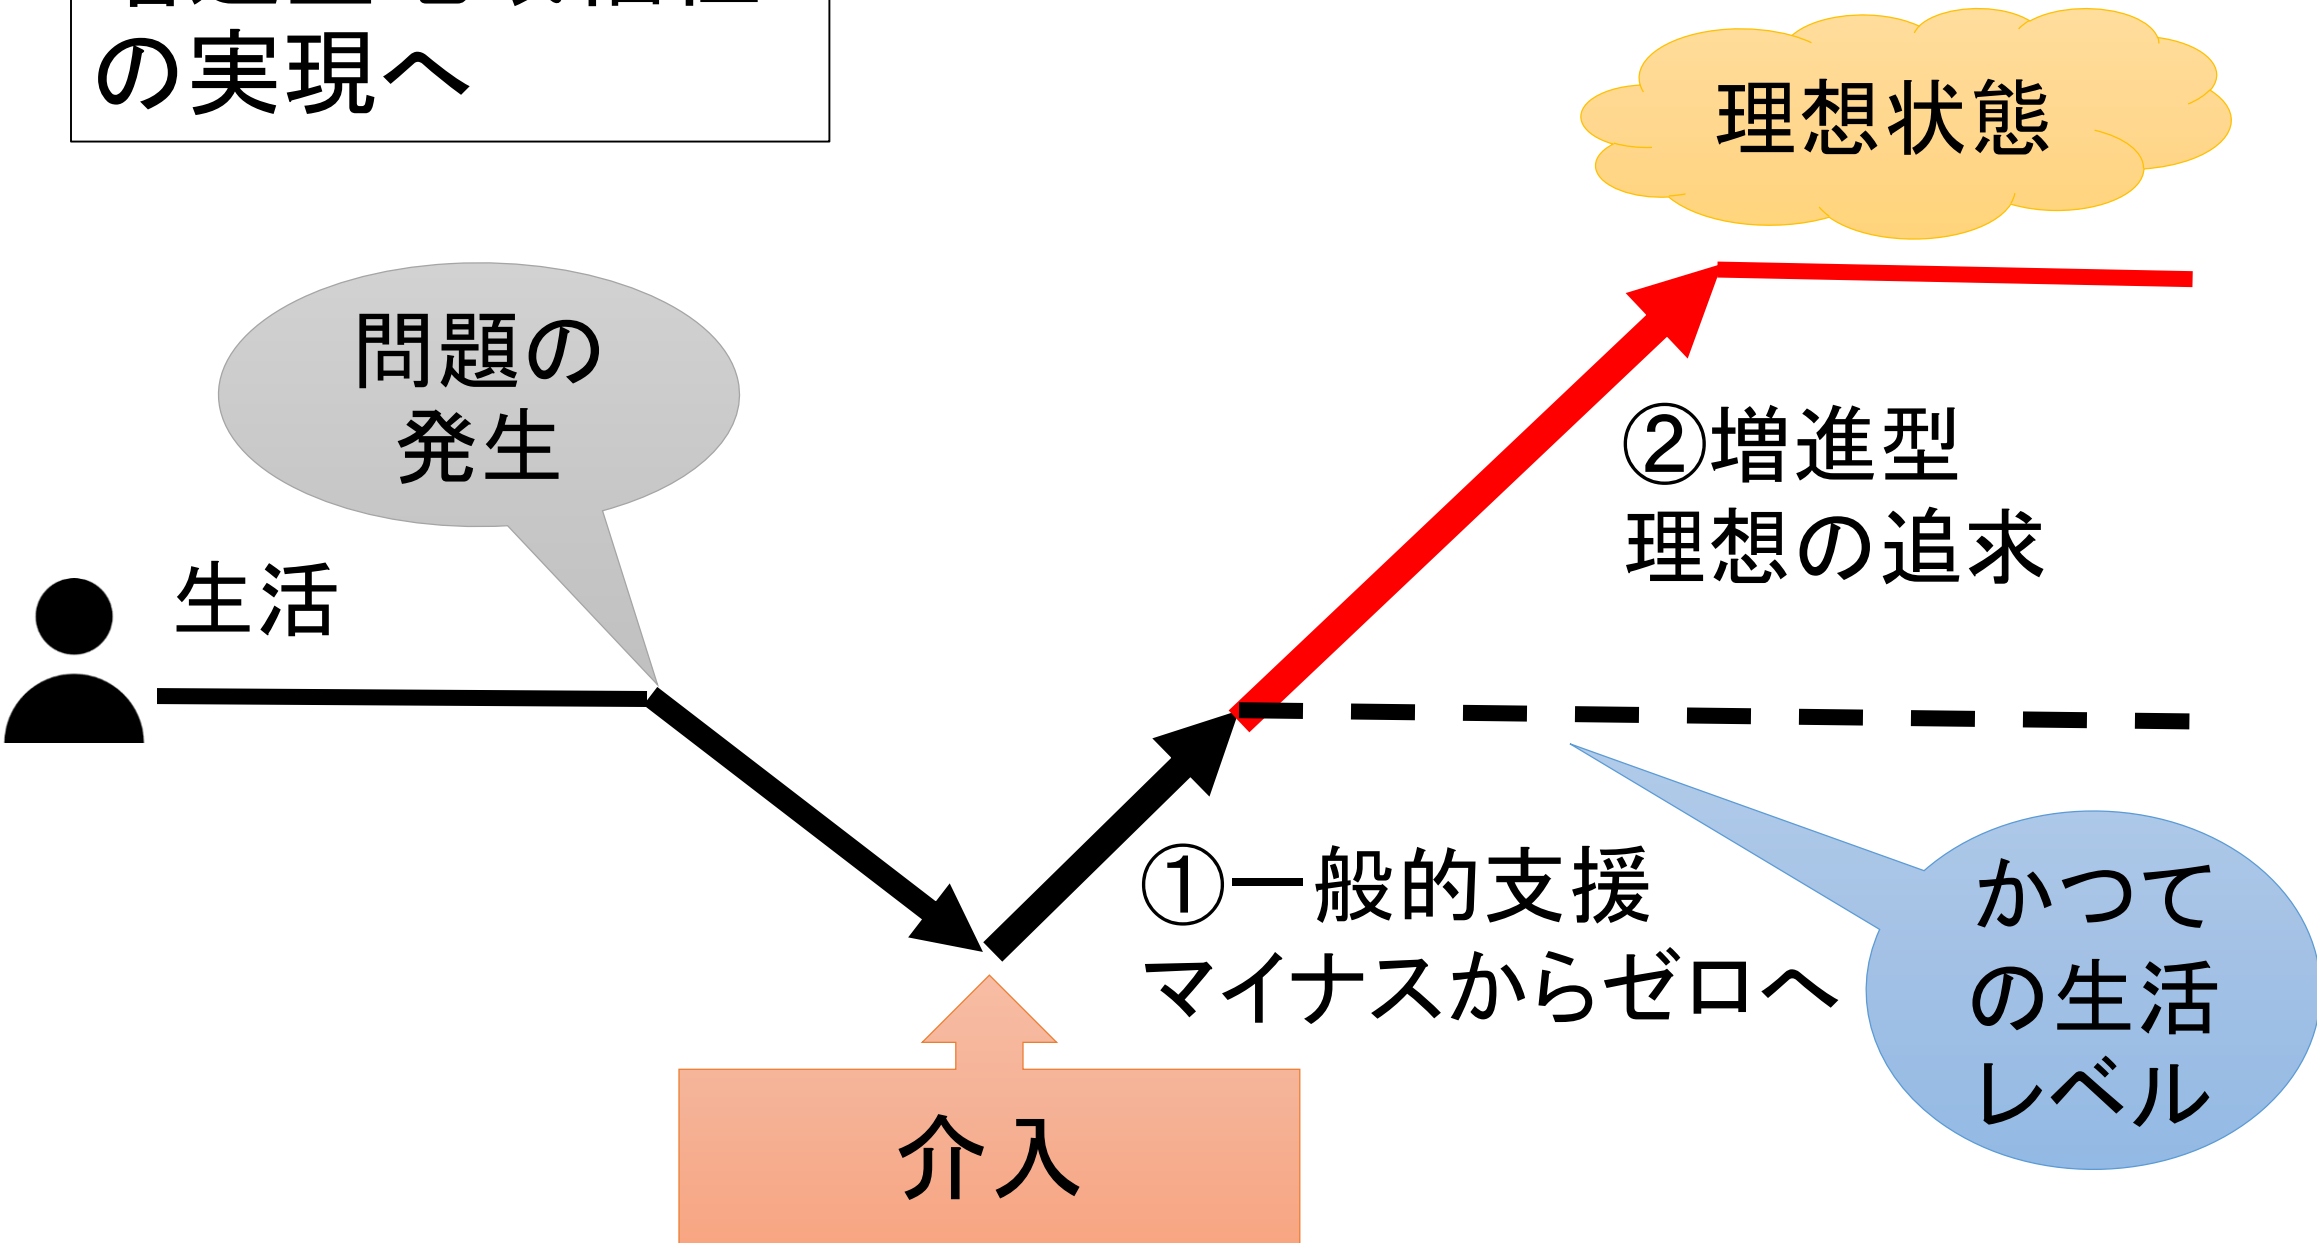 の実現へ
理想状態
問題の
発生
生活
②増進型
理想の追求
①一般的支援
マイナスからゼロへ
かつて
の生活
レベル
介入